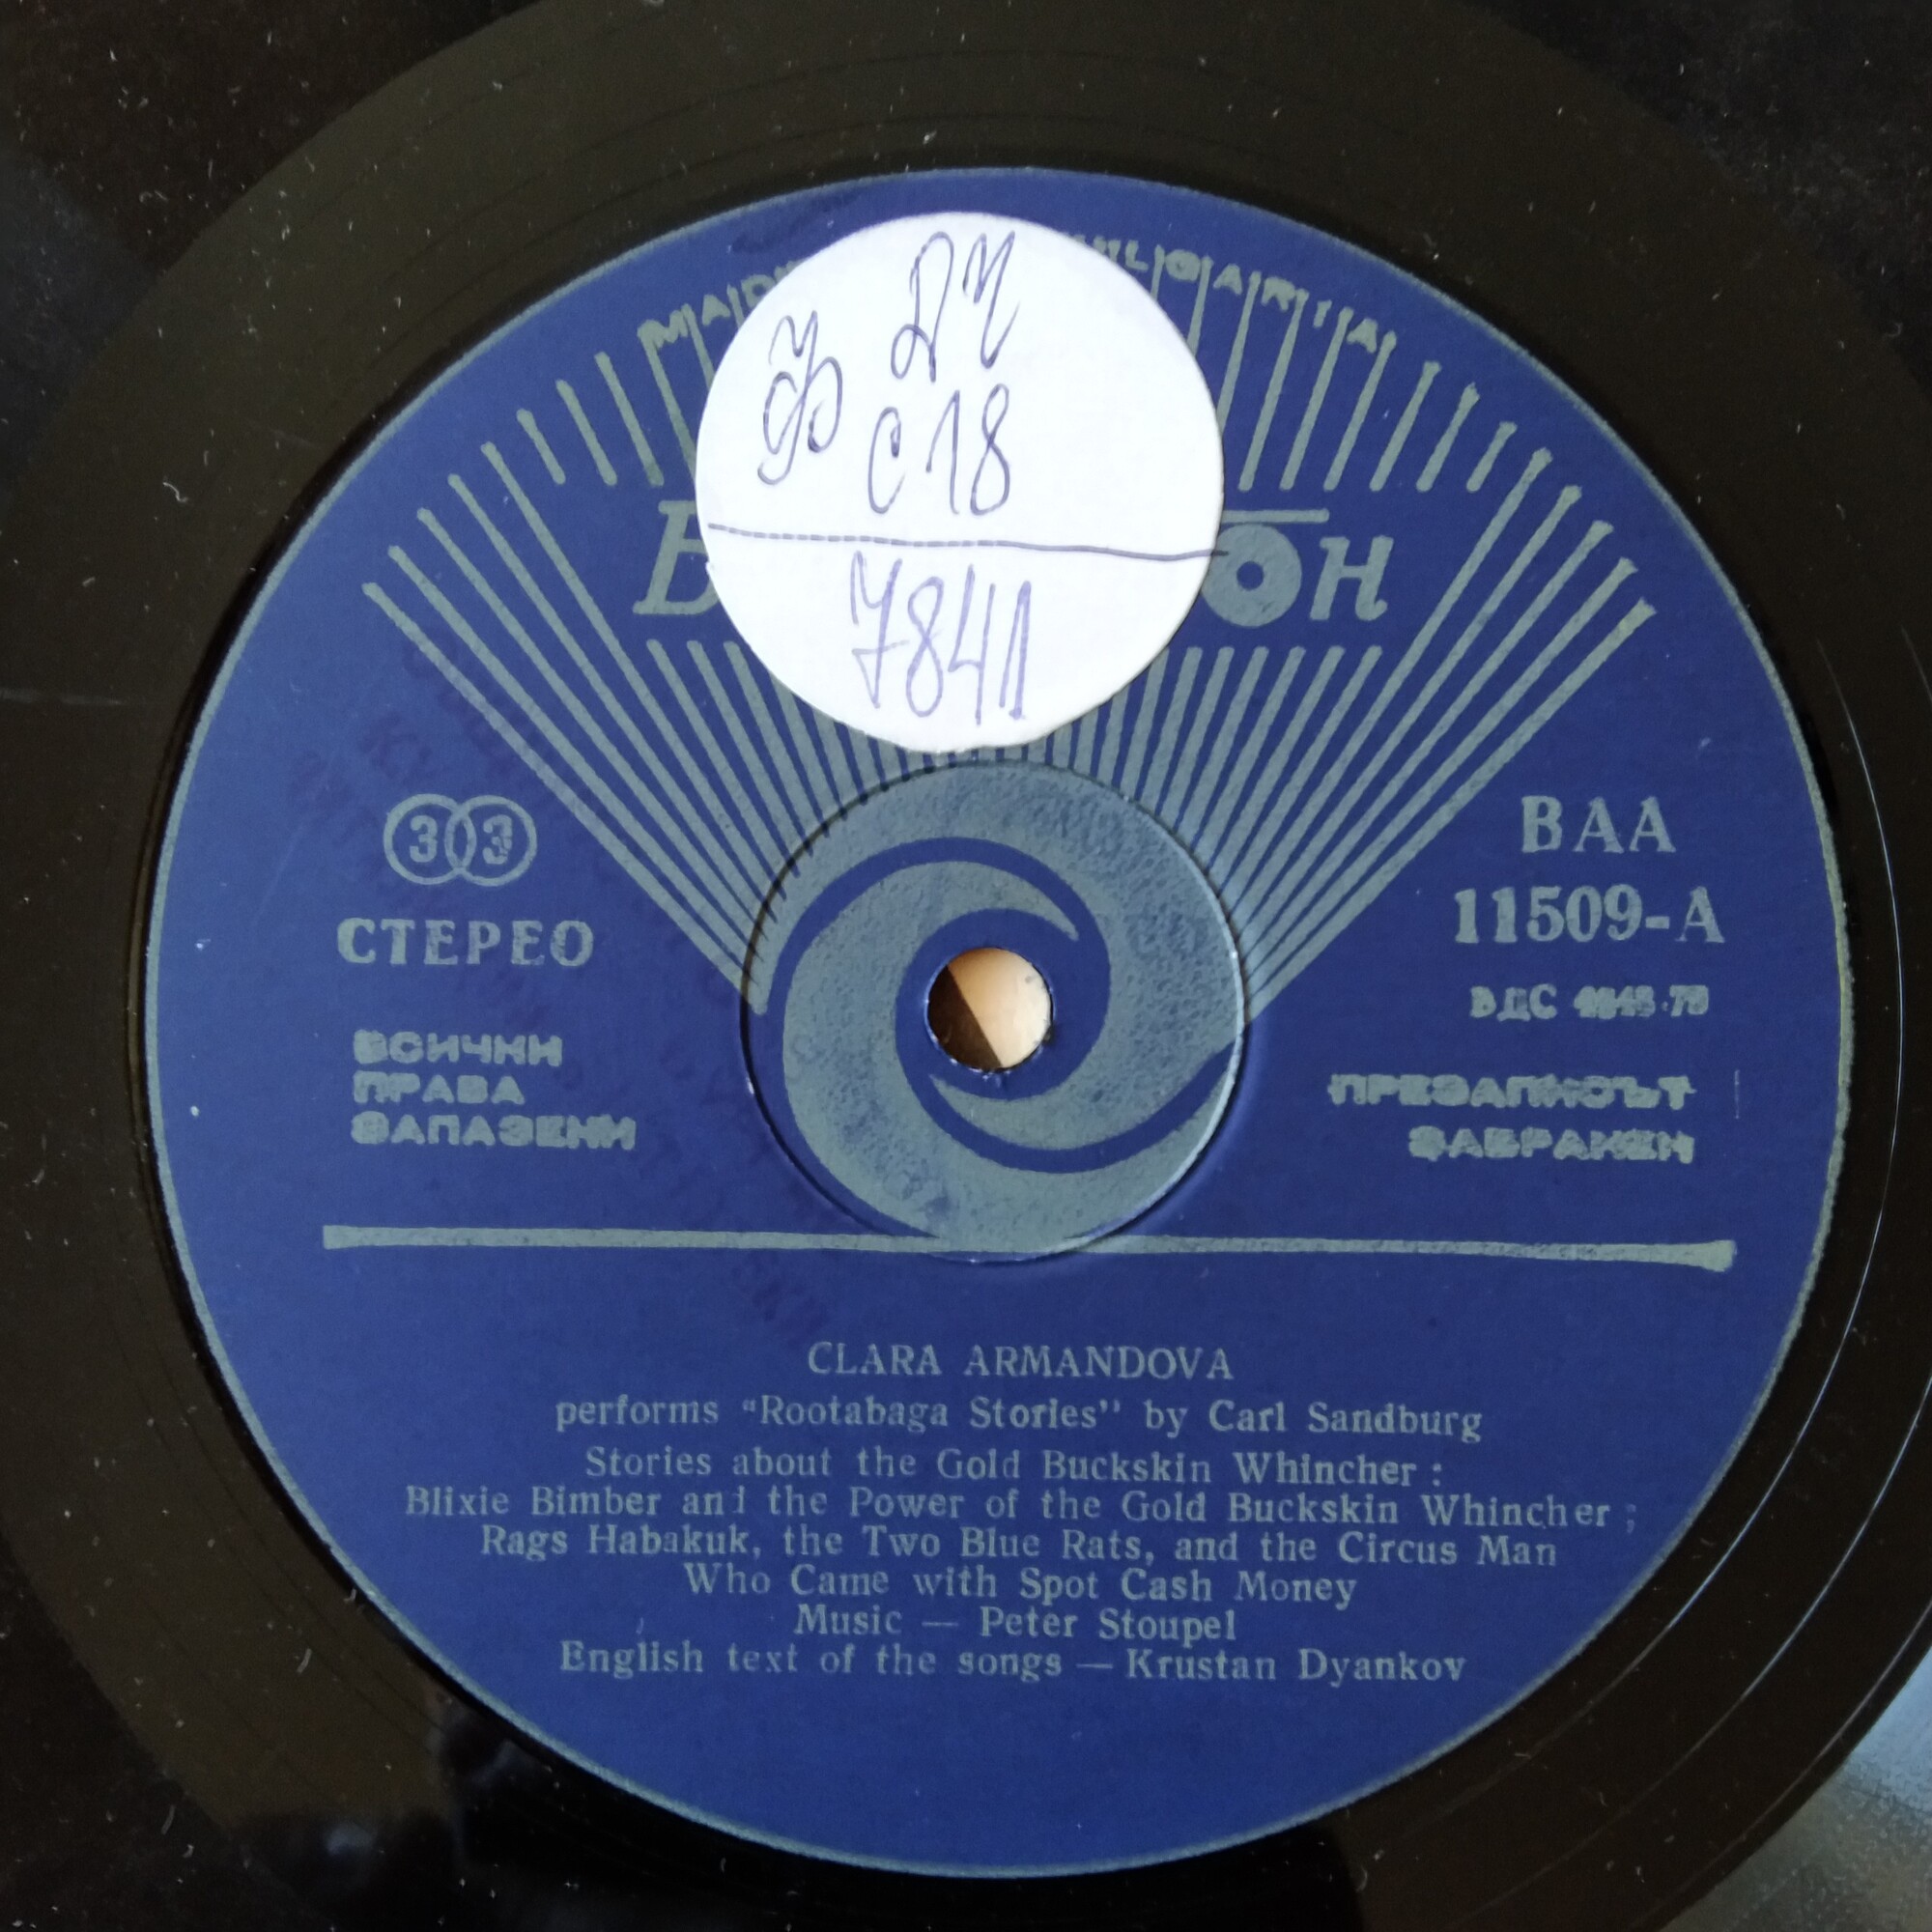 ДЧ
Ф С18
7841
33
СТЕРЕО
ВСИЧКИ
ПРАВА
ЗАПАЗЕНИ
ВАА
11509-А
ПРЕЗАПИСЪТ
ЗАБРАНЕН
CLARA ARMANDOVA
performs “Rootabaga Stories” by Carl Sandburg
Stories about the Gold Buckskin Whincher :
Blixie Bimber and the Power of the Gold Buckskin Whincher ;
Rags Habakuk, the Two Blue Rats, and the Circus Man
Who Came with Spot Cash Money
Music — Peter Stoupel
English text of the songs — Krustan Dyankov